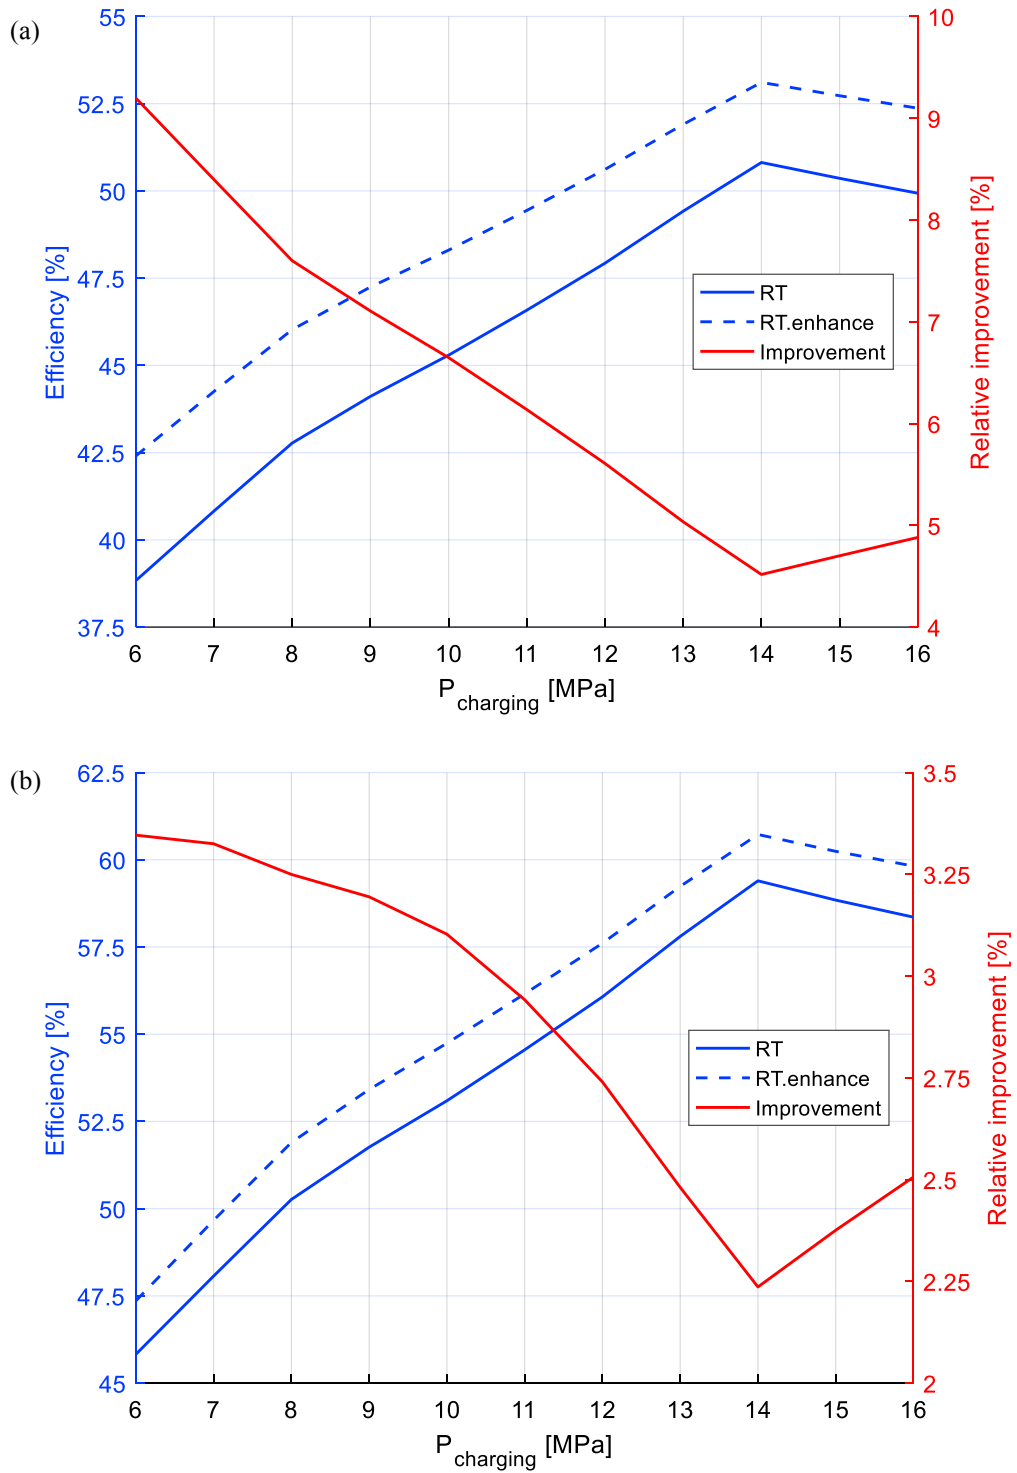 (a)
55
52.5
50
47.5
45
42.5
40
37.5
Efficiency [%]
10
9
8
7
6
5
4
Relative improvement [%]
RT
RT.enhance
Improvement
6 7 8 9 10 11 12 13 14 15 16
Pcharging [MPa]
(b)
62.5
60
57.5
55
52.5
50
47.5
45
Efficiency [%]
3.5
3.25
3
2.75
2.5
2.25
2
Relative improvement [%]
RT
RT.enhance
Improvement
6 7 8 9 10 11 12 13 14 15 16
Pcharging [MPa]